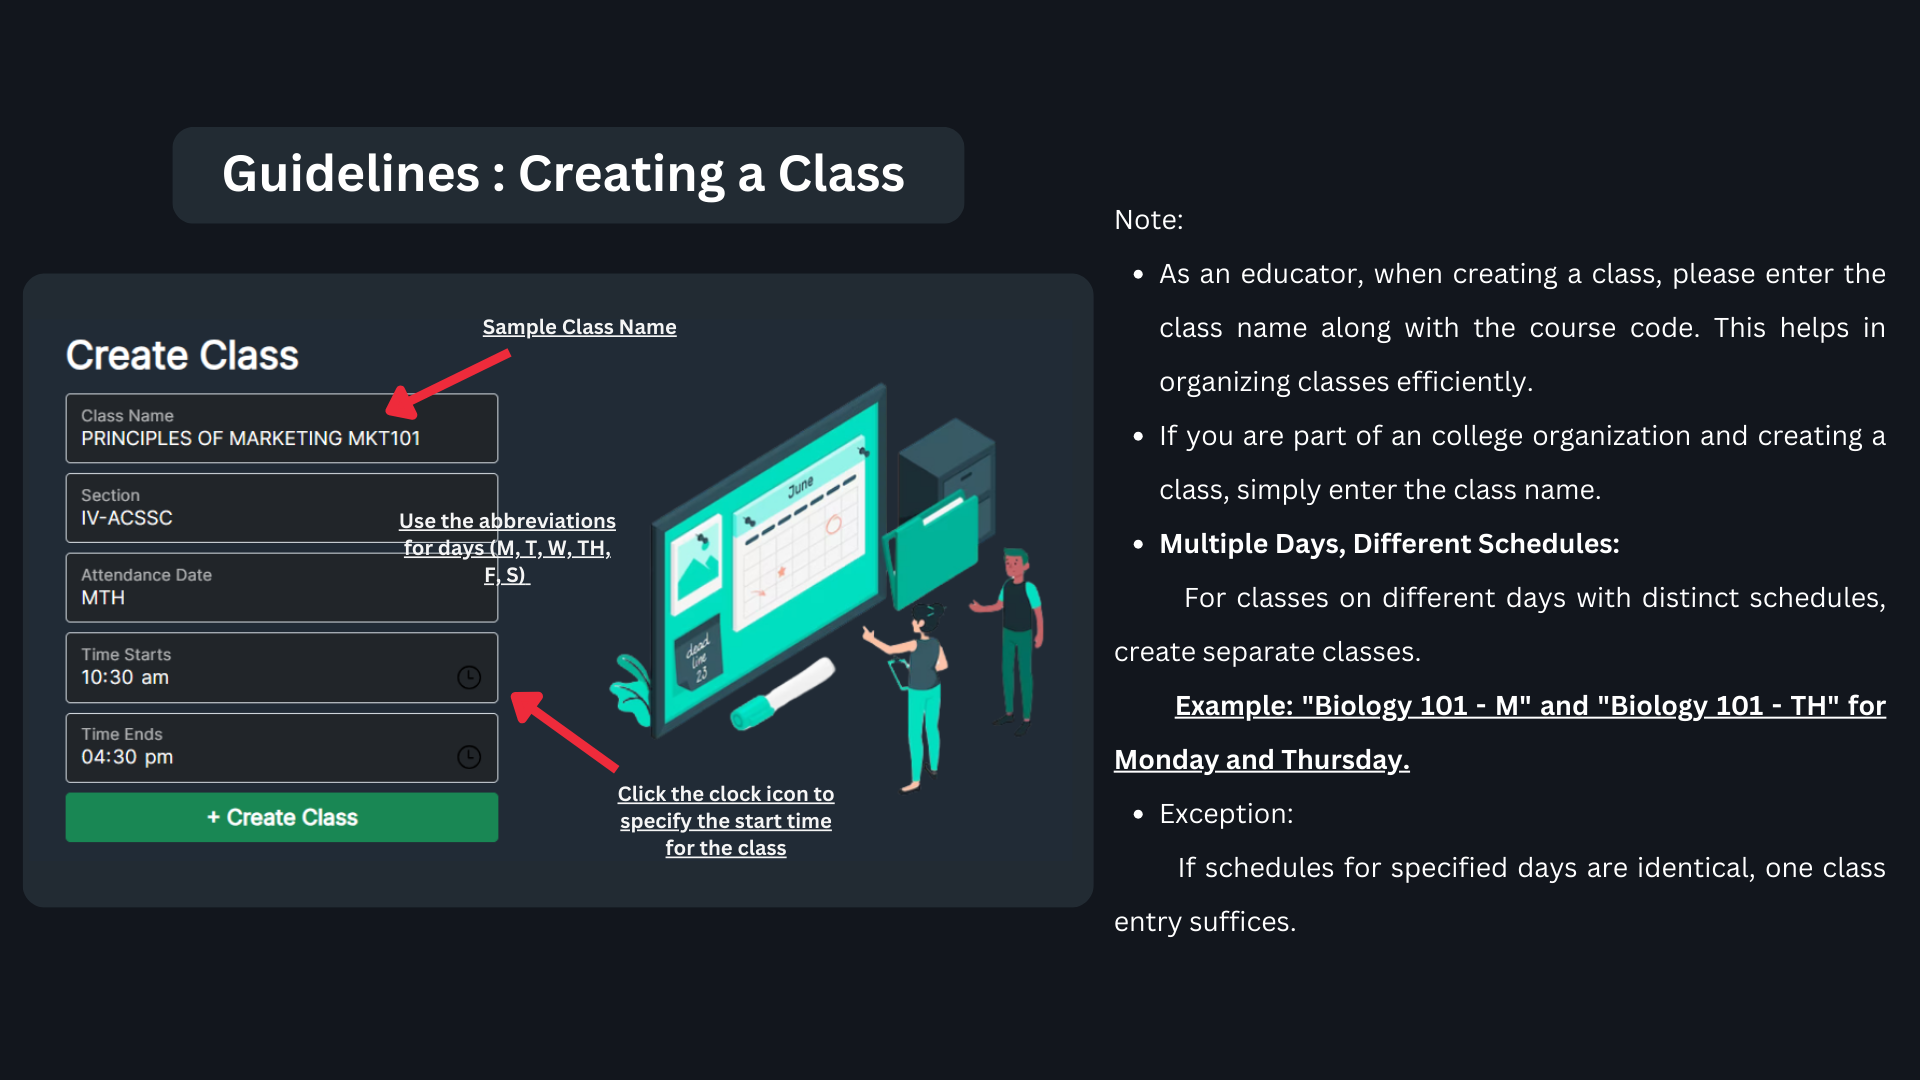 Guidelines : Creating a Class
Sample Class Name
Create Class
Class Name
PRINCIPLES OF MARKETING MKT101
Section
IV-ACSSC
Use the abbreviations
for days (M, T, W, TH,
F, S)
Attendance Date
MTH
Time Starts
10:30 am
Time Ends
04:30 pm
+ Create Class
Click the clock icon to
specify the start time
for the class
June
dead
line
23
Note:
• As an educator, when creating a class, please enter the
class name along with the course code. This helps in
organizing classes efficiently.
• If you are part of an college organization and creating a
class, simply enter the class name.
• Multiple Days, Different Schedules:
For classes on different days with distinct schedules,
create separate classes.
Example: "Biology 101 - M" and "Biology 101 - TH" for
Monday and Thursday.
• Exception:
If schedules for specified days are identical, one class
entry suffices.